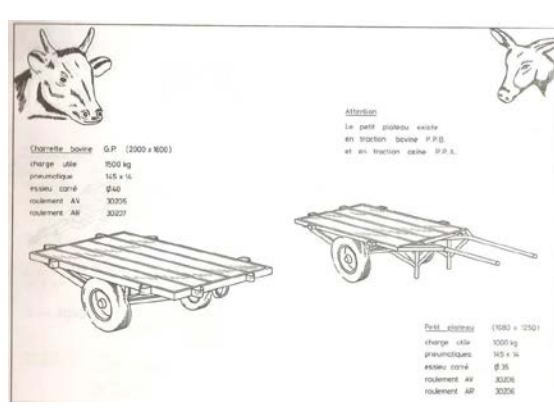 Charrette bovine G.P. (2000 x 1600)
charge utile 1500 kg
pneumatique 145 x 14
essieu carré ∅ 40
roulement AV 30206
roulement AR 30207
Attention
Le petit plateau existe
en traction bovine P.P.B.
et en traction asine P.P.A.
Petit plateau (1680 x 1250)
charge utile 1000 kg
pneumatiques 145 x 14
essieu carré ∅ 35
roulement AV 30206
roulement AR 30206